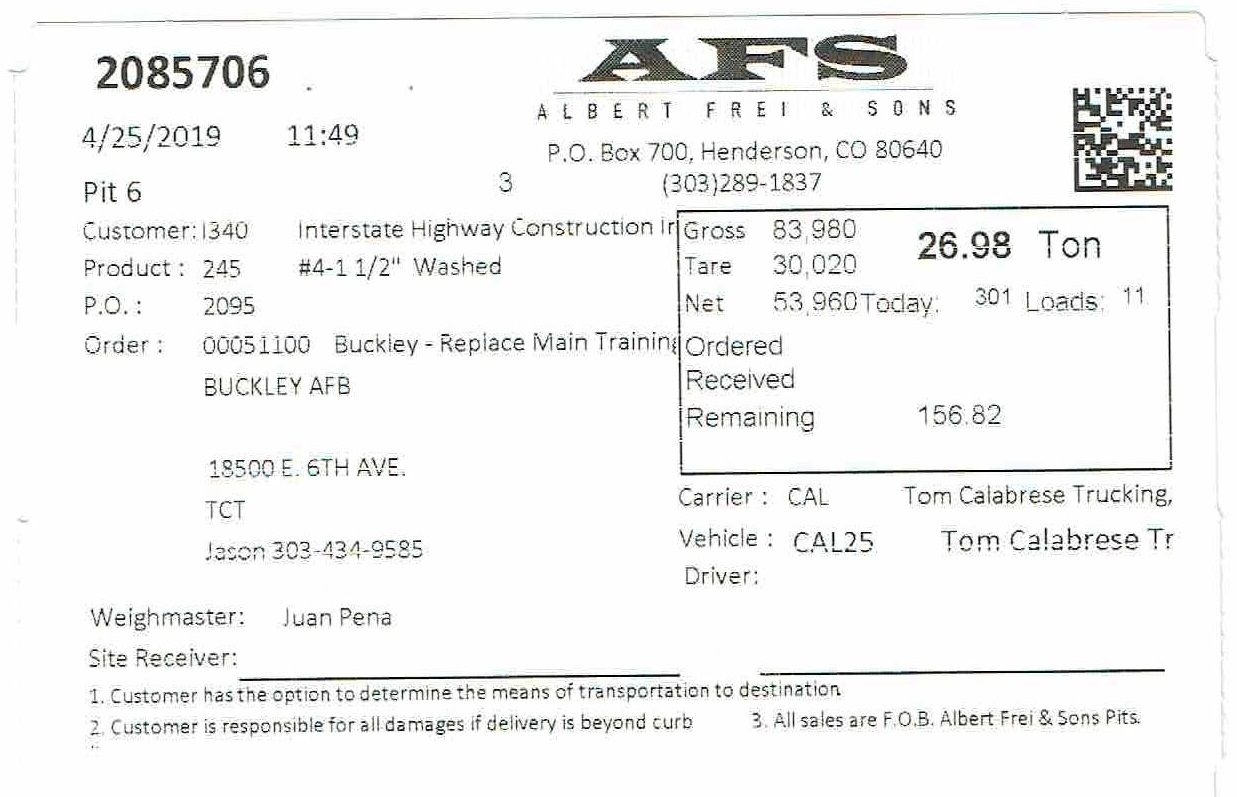 2085706
AFS
ALBERT FREI & SONS
4/25/2019 11:49
P.O. Box 700, Henderson, CO 80640
Pit 6 3 (303)289-1837
Customer: I340 Interstate Highway Construction In
Product : 245 #4-1 1/2" Washed
P.O. : 2095
Order : 00051100 Buckley - Replace Main Training
BUCKLEY AFB
18500 E. 6TH AVE.
TCT
Jason 303-434-9585
Gross 83,980 26.98 Ton
Tare 30,020
Net 53,960 Today: 301 Loads: 11
Ordered
Received
Remaining 156.82
Carrier : CAL Tom Calabrese Trucking,
Vehicle : CAL25 Tom Calabrese Tr
Driver:
Weighmaster: Juan Pena
Site Receiver:
1. Customer has the option to determine the means of transportation to destination
2. Customer is responsible for all damages if delivery is beyond curb 3. All sales are F.O.B. Albert Frei & Sons Pits.